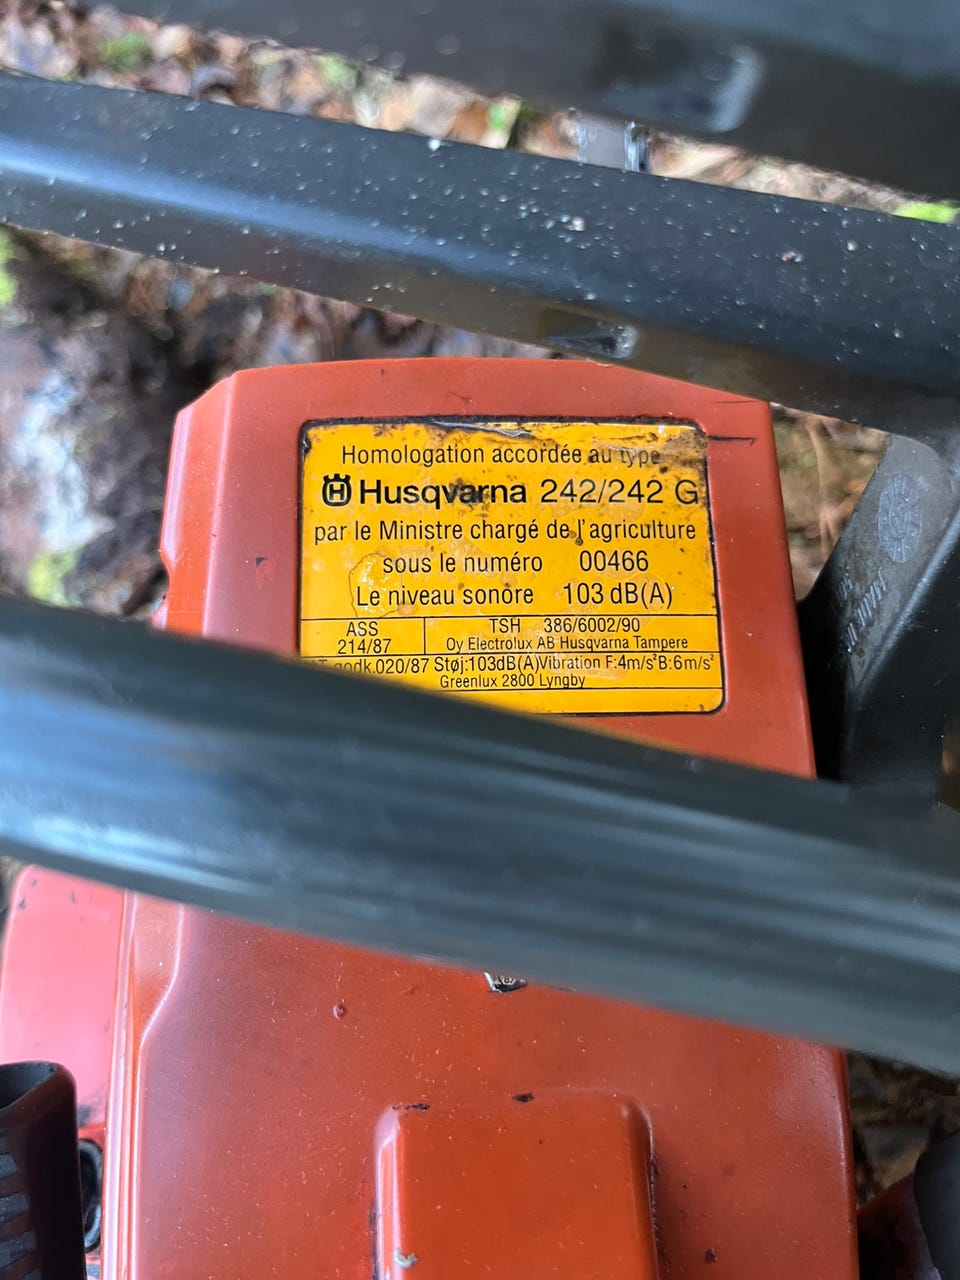 Homologation accordée au type
Husqvarna 242/242 G
par le Ministre chargé de l'agriculture
sous le numéro 00466
Le niveau sonore 103 dB(A)
ASS
214/87
TSH 386/6002/90
Oy Electrolux AB Husqvarna Tampere
godk.020/87 Støj:103dB(A)Vibration F:4m/s²B:6m/s²
Greenlux 2800 Lyngby